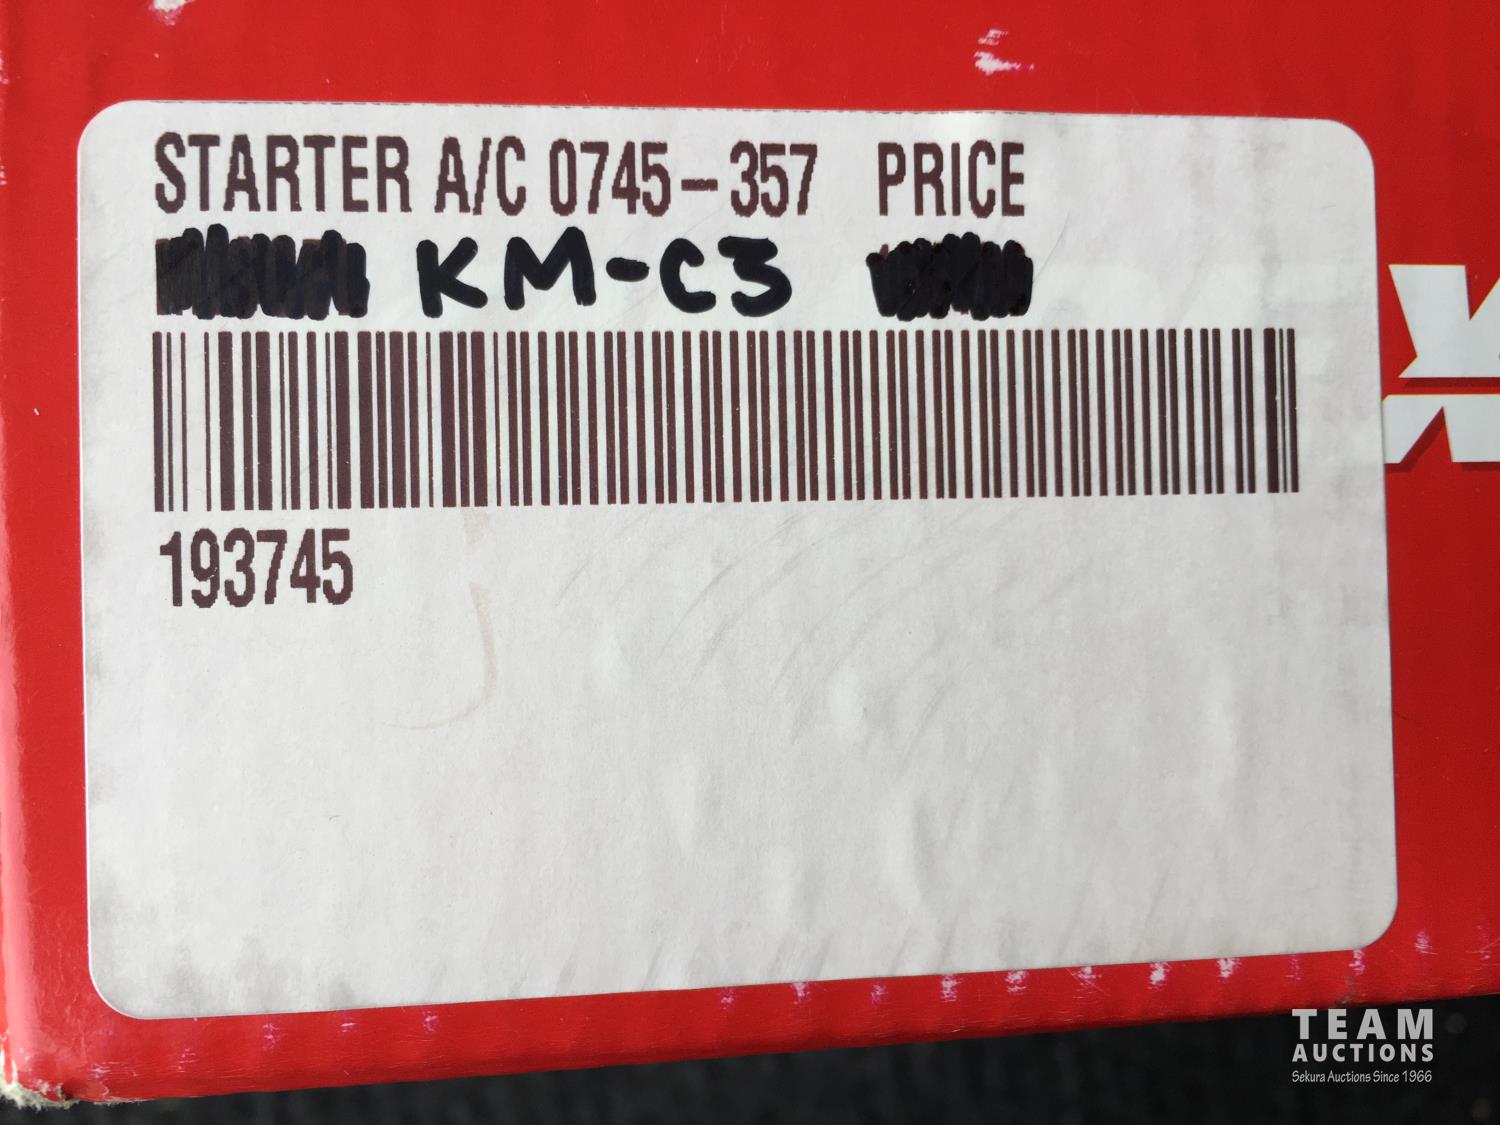 STARTER A/C 0745-357 PRICE
KM-C3
193745
TEAM
AUCTIONS
Sekura Auctions Since 1966